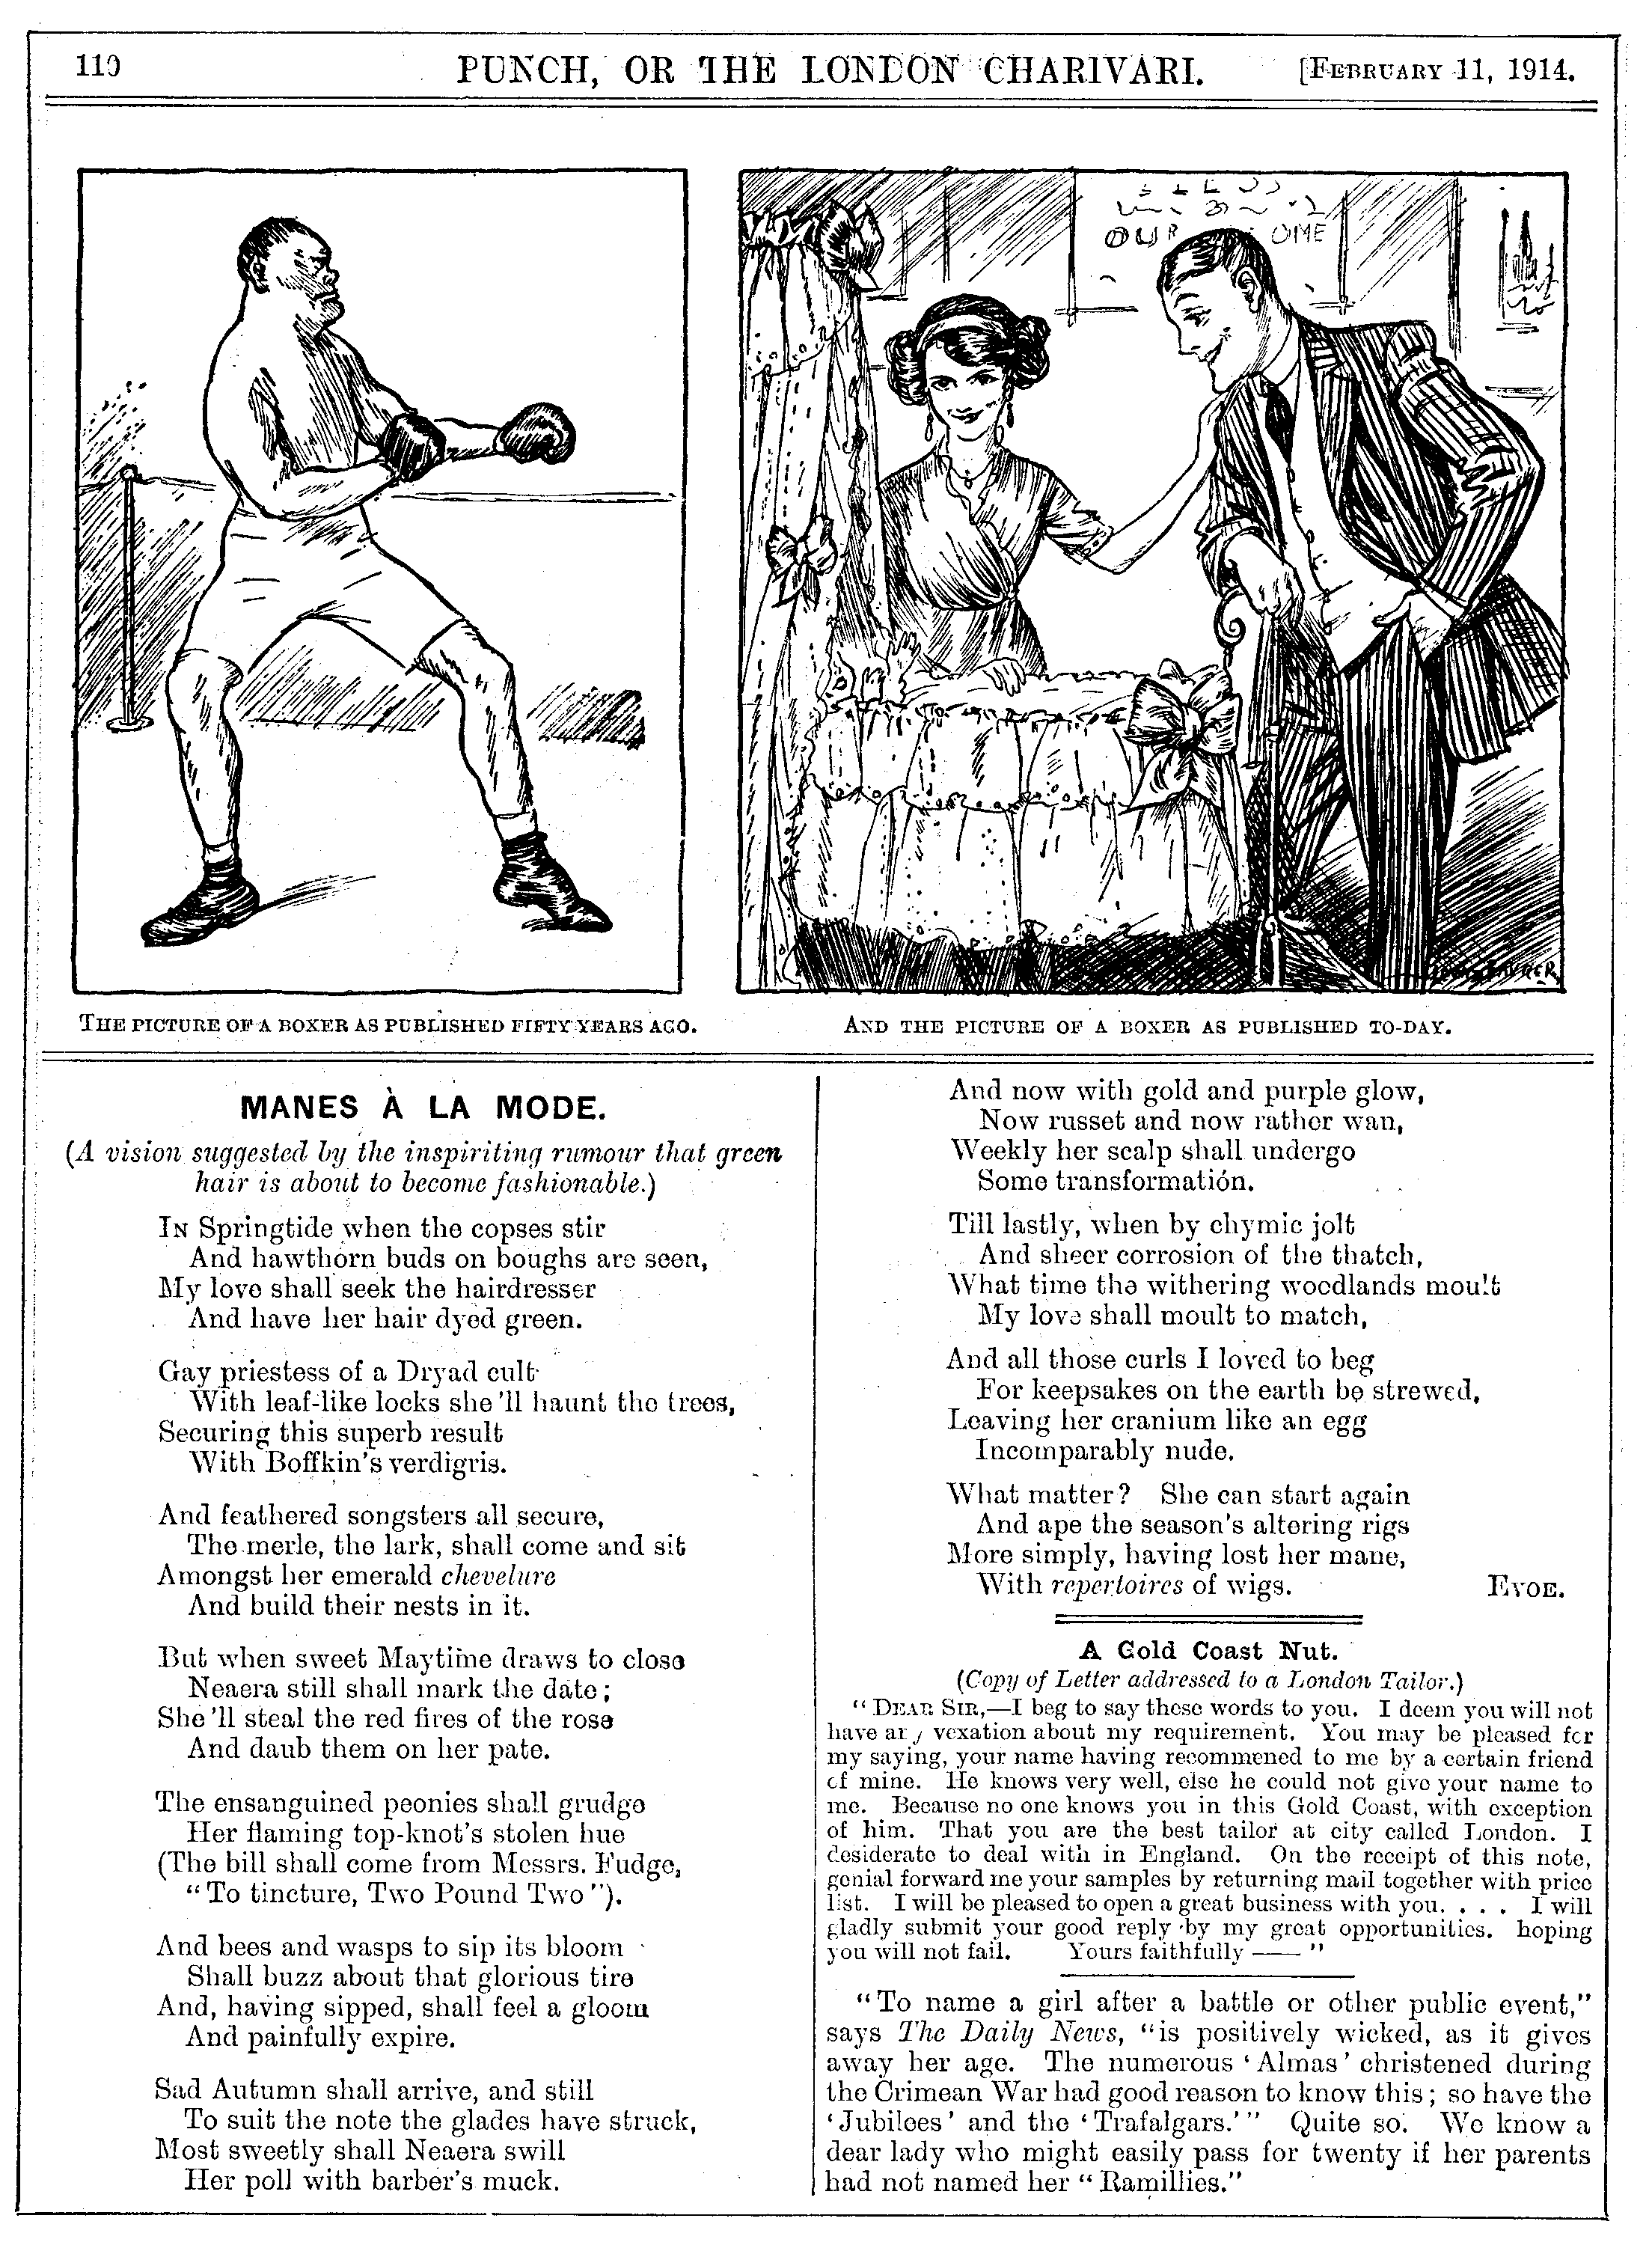 110
PUNCH, OR THE LONDON CHARIVARI.
[FEBRUARY 11, 1914.
OUR
OME
THE PICTURE OF A BOXER AS PUBLISHED FIFTY YEARS AGO.
AND THE PICTURE OF A BOXER AS PUBLISHED TO-DAY.
MANES À LA MODE.
(A vision suggested by the inspiriting rumour that green
hair is about to become fashionable.)
IN Springtide when the copses stir
And hawthorn buds on boughs are seen,
My love shall seek the hairdresser
And have her hair dyed green.
Gay priestess of a Dryad cult
With leaf-like locks she'll haunt the trees,
Securing this superb result
With Boffkin's verdigris.
And feathered songsters all secure,
The merle, the lark, shall come and sit
Amongst her emerald chevelure
And build their nests in it.
But when sweet Maytime draws to close
Neaera still shall mark the date;
She'll steal the red fires of the rose
And daub them on her pate.
The ensanguined peonies shall grudge
Her flaming top-knot's stolen hue
(The bill shall come from Messrs. Fudge,
"To tincture, Two Pound Two").
And bees and wasps to sip its bloom
Shall buzz about that glorious tire
And, having sipped, shall feel a gloom
And painfully expire.
Sad Autumn shall arrive, and still
To suit the note the glades have struck,
Most sweetly shall Neaera swill
Her poll with barber's muck.
And now with gold and purple glow,
Now russet and now rather wan,
Weekly her scalp shall undergo
Some transformatión.
Till lastly, when by chymic jolt
And sheer corrosion of the thatch,
What time the withering woodlands moult
My love shall moult to match,
And all those curls I loved to beg
For keepsakes on the earth be strewed,
Leaving her cranium like an egg
Incomparably nude.
What matter? She can start again
And ape the season's altering rigs
More simply, having lost her mane,
With repertoires of wigs.
EVOE.
A Gold Coast Nut.
(Copy of Letter addressed to a London Tailor.)
"DEAR SIR,—I beg to say these words to you. I deem you will not
have any vexation about my requirement. You may be pleased for
my saying, your name having recommened to me by a certain friend
of mine. He knows very well, else he could not give your name to
me. Because no one knows you in this Gold Coast, with exception
of him. That you are the best tailor at city called London. I
desiderate to deal with in England. On the receipt of this note,
genial forward me your samples by returning mail together with price
list. I will be pleased to open a great business with you. . . . I will
gladly submit your good reply by my great opportunities. hoping
you will not fail. Yours faithfully —— "
"To name a girl after a battle or other public event,"
says The Daily News, "is positively wicked, as it gives
away her age. The numerous 'Almas' christened during
the Crimean War had good reason to know this; so have the
'Jubilees' and the 'Trafalgars.'" Quite so. We know a
dear lady who might easily pass for twenty if her parents
had not named her "Ramillies."